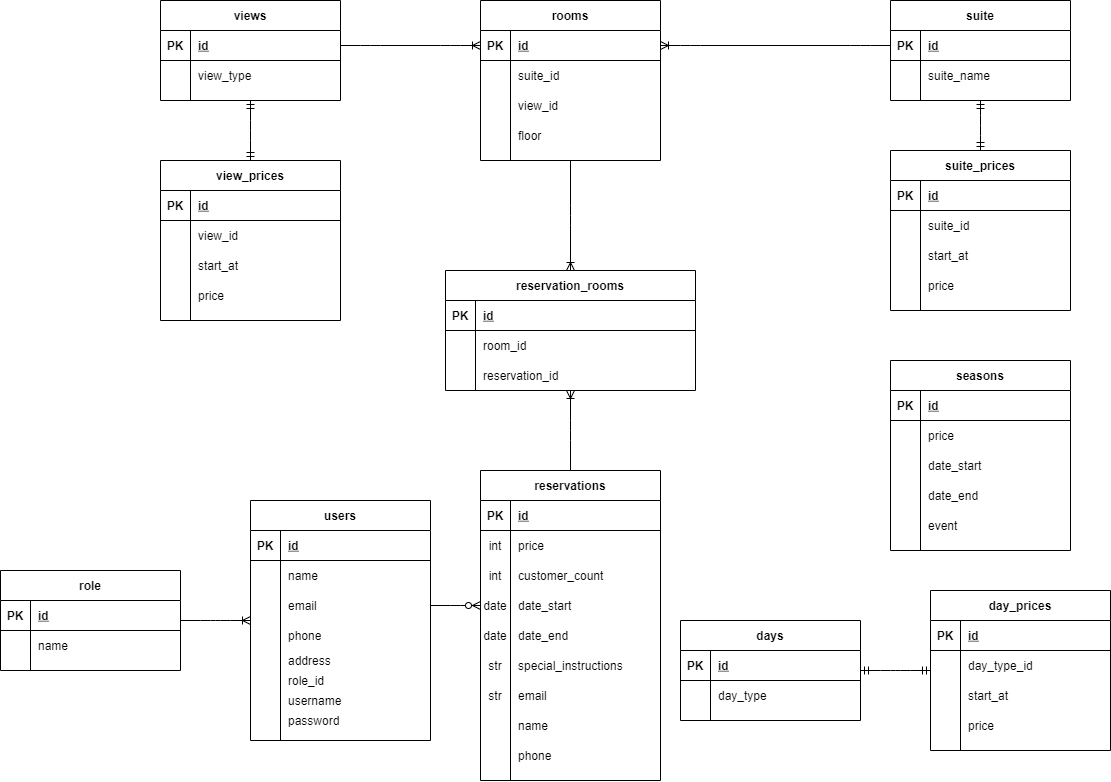 views
PK id
view_type
rooms
PK id
suite_id
view_id
floor
suite
PK id
suite_name
view_prices
PK id
view_id
start_at
price
suite_prices
PK id
suite_id
start_at
price
reservation_rooms
PK id
room_id
reservation_id
seasons
PK id
price
date_start
date_end
event
reservations
PK id
int price
int customer_count
date date_start
date date_end
str special_instructions
str email
name
phone
users
PK id
name
email
phone
address
role_id
username
password
role
PK id
name
days
PK id
day_type
day_prices
PK id
day_type_id
start_at
price